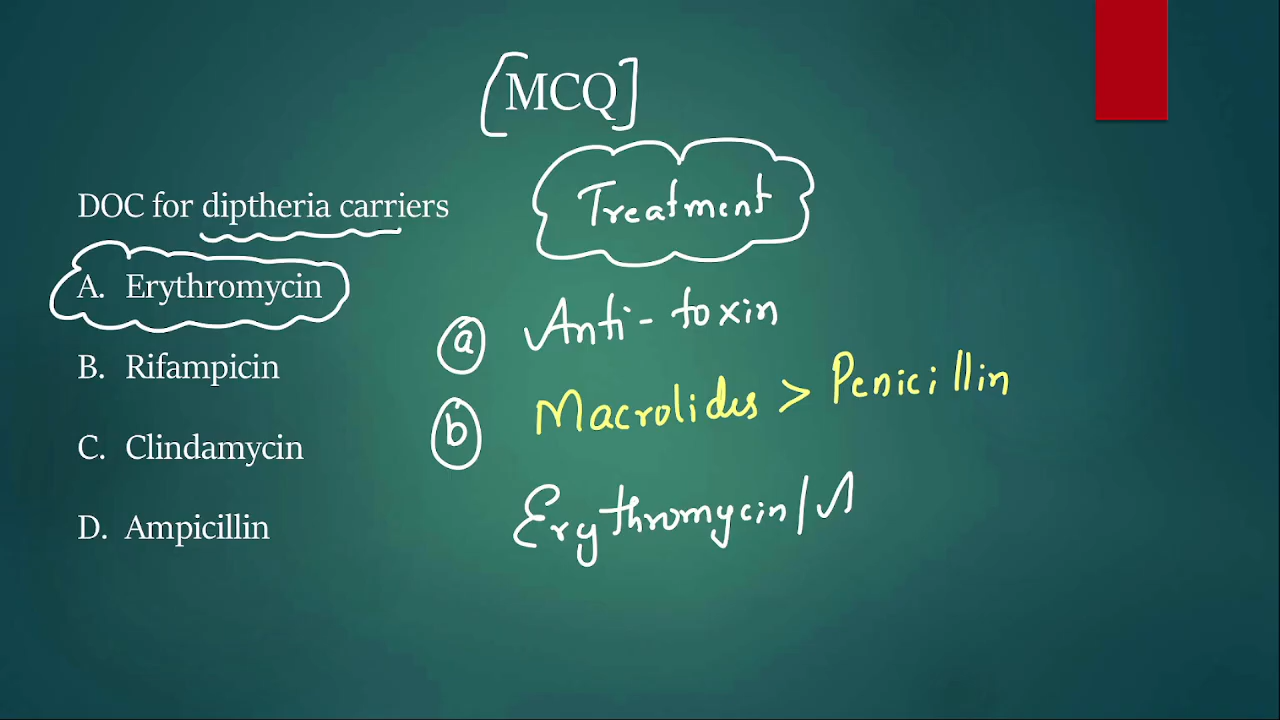 [MCQ]
Treatment
DOC for diptheria carriers
A. Erythromycin
B. Rifampicin
C. Clindamycin
D. Ampicillin
a Anti-toxin
b Macrolides > Penicillin
Erythromycin/A